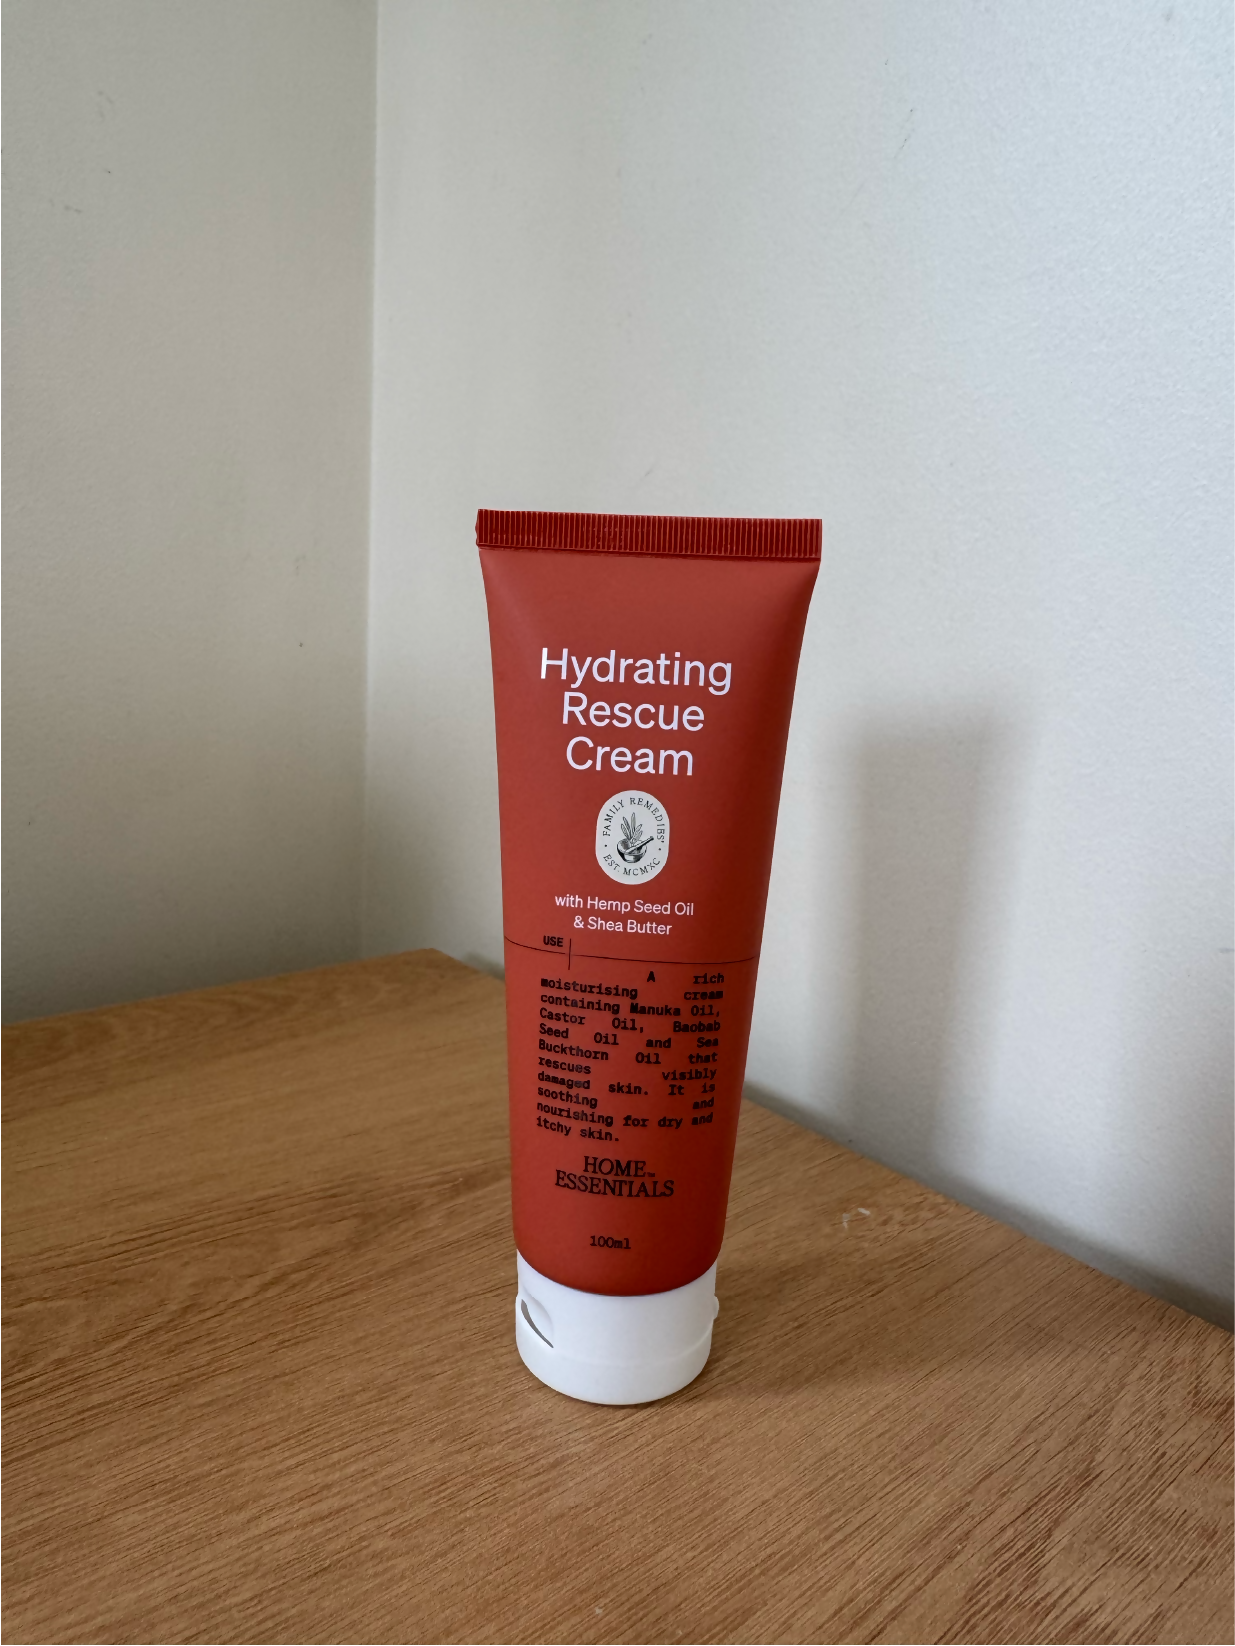 Hydrating
Rescue
Cream
FAMILY REMEDIES
EST. MCMXC
with Hemp Seed Oil
& Shea Butter
USE
A rich
moisturising cream
containing Manuka Oil,
Castor Oil, Baobab
Seed Oil and Sea
Buckthorn Oil that
rescues visibly
damaged skin. It is
soothing and
nourishing for dry and
itchy skin.
HOME™
ESSENTIALS
100ml